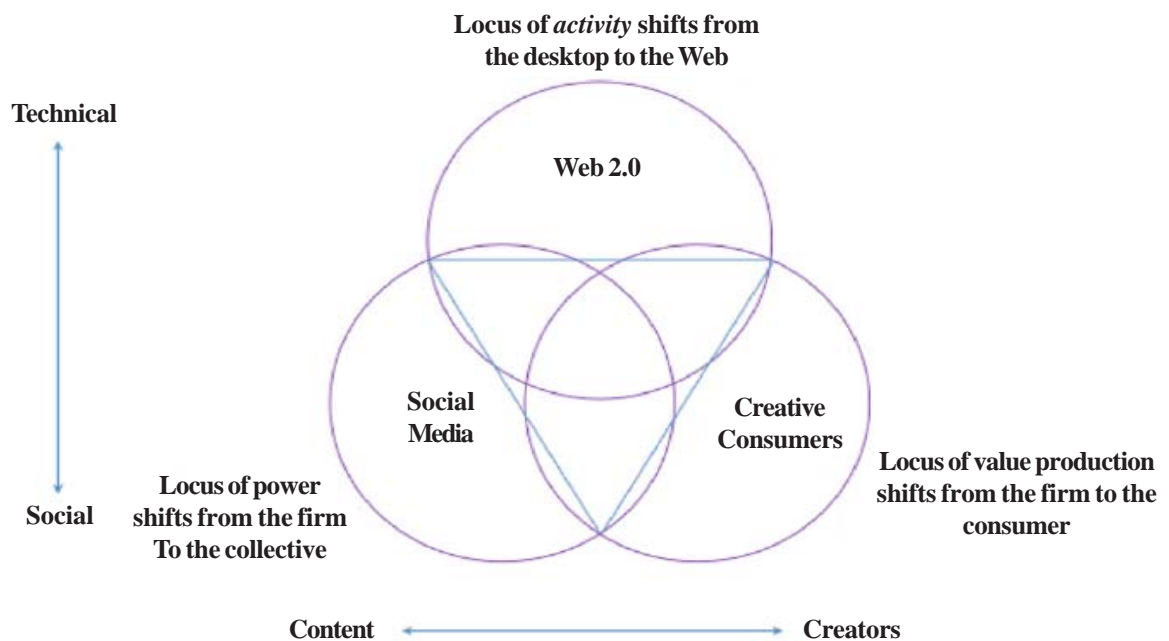 Locus of activity shifts from
the desktop to the Web
Technical
Web 2.0
Social
Media
Creative
Consumers
Locus of value production
shifts from the firm to the
consumer
Locus of power
shifts from the firm
To the collective
Social
Content
Creators